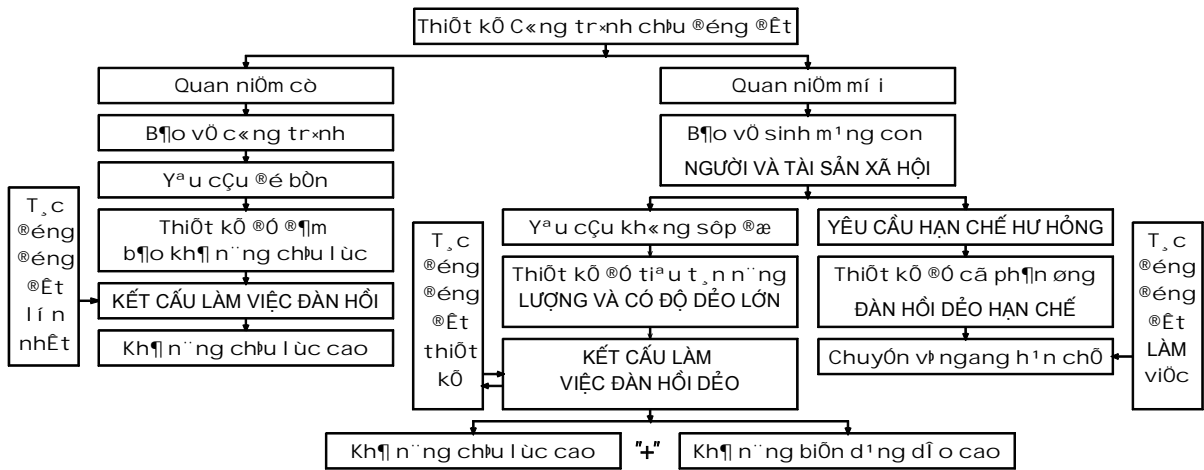 ThiÕt kÕ C«ng tr×nh chÞu ®éng ®Êt
Quan niÖm cò
Quan niÖm míi
B¶o vÖ c«ng tr×nh
B¶o vÖ sinh m¹ng con
NGƯỜI VÀ TÀI SẢN XÃ HỘI
Yªu cÇu ®é bÒn
T¸c
®éng
®éng
®Êt
lín
nhÊt
ThiÕt kÕ ®Ó ®¶m
b¶o kh¶ n¨ng chÞu lùc
KẾT CẤU LÀM VIỆC ĐÀN HỒI
Kh¶ n¨ng chÞu lùc cao
T¸c
®éng
®éng
®Êt
thiÕt
kÕ
Yªu cÇu kh«ng sôp ®æ
ThiÕt kÕ ®Ó tiªu t¸n n¨ng
LƯỢNG VÀ CÓ ĐỘ DẺO LỚN
KẾT CẤU LÀM
VIỆC ĐÀN HỒI DẺO
YÊU CẦU HẠN CHẾ HƯ HỎNG
ThiÕt kÕ ®Ó cã ph¶n øng
ĐÀN HỒI DẺO HẠN CHẾ
ChuyÓn vÞ ngang h¹n chÕ
T¸c
®éng
®éng
®Êt
LÀM
viÖc
Kh¶ n¨ng chÞu lùc cao
"+"
Kh¶ n¨ng biÕn d¹ng dÎo cao